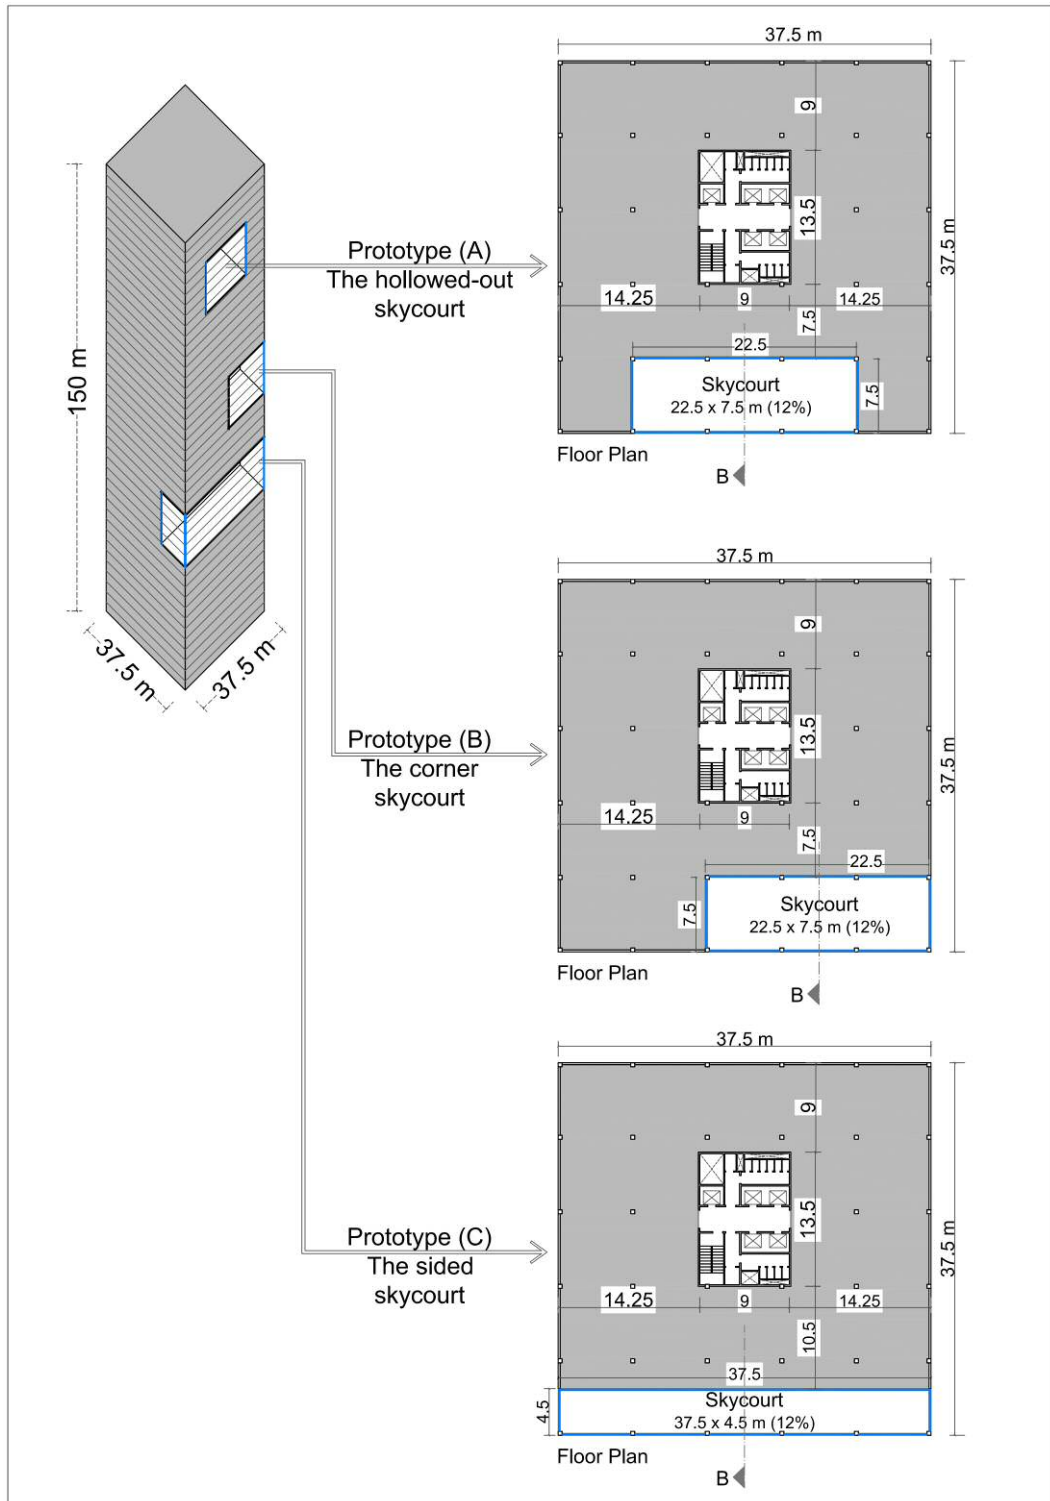 150 m
37.5 m
37.5 m
Prototype (A)
The hollowed-out
skycourt
37.5 m
9
13.5
37.5 m
14.25
9
14.25
7.5
22.5
Skycourt
22.5 x 7.5 m (12%)
7.5
Floor Plan
B
Prototype (B)
The corner
skycourt
37.5 m
9
13.5
37.5 m
14.25
9
7.5
22.5
7.5
Skycourt
22.5 x 7.5 m (12%)
Floor Plan
B
Prototype (C)
The sided
skycourt
37.5 m
9
13.5
37.5 m
14.25
9
14.25
10.5
37.5
4.5
Skycourt
37.5 x 4.5 m (12%)
Floor Plan
B